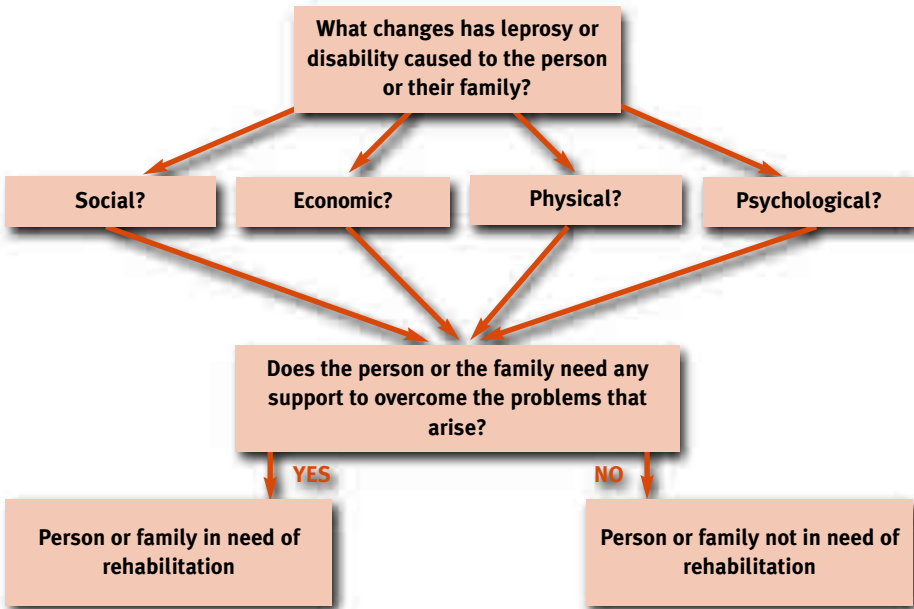 What changes has leprosy or
disability caused to the person
or their family?
Social?
Economic?
Physical?
Psychological?
Does the person or the family need any
support to overcome the problems that
arise?
YES
NO
Person or family in need of
rehabilitation
Person or family not in need of
rehabilitation